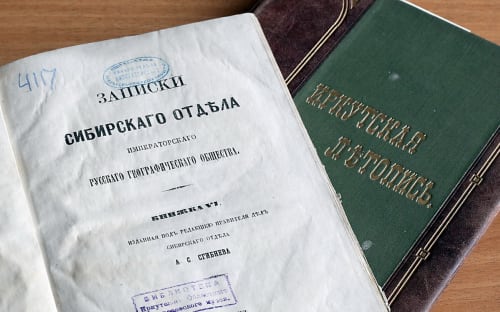 417
ЗАПИСКИ
СИБИРСКАГО ОТДѢЛА
ИМПЕРАТОРСКАГО
РУССКАГО ГЕОГРАФИЧЕСКАГО ОБЩЕСТВА.
КНИЖКА VI.
ИЗДАННАЯ ПОДЪ РЕДАКЦІЕЮ ПРАВИТЕЛЯ ДѢЛЪ
СИБИРСКАГО ОТДѢЛА
А. С. СГИБНЕВА
БИБЛИОТЕКА
Иркутская
ЛѢТОПИСЬ.